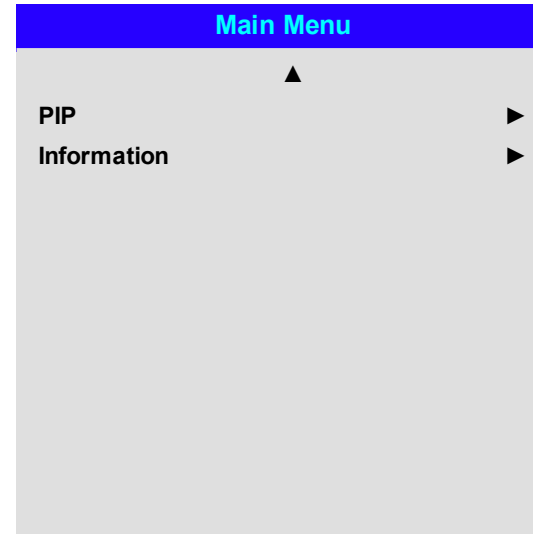 Main Menu
▲
PIP ►
Information ►